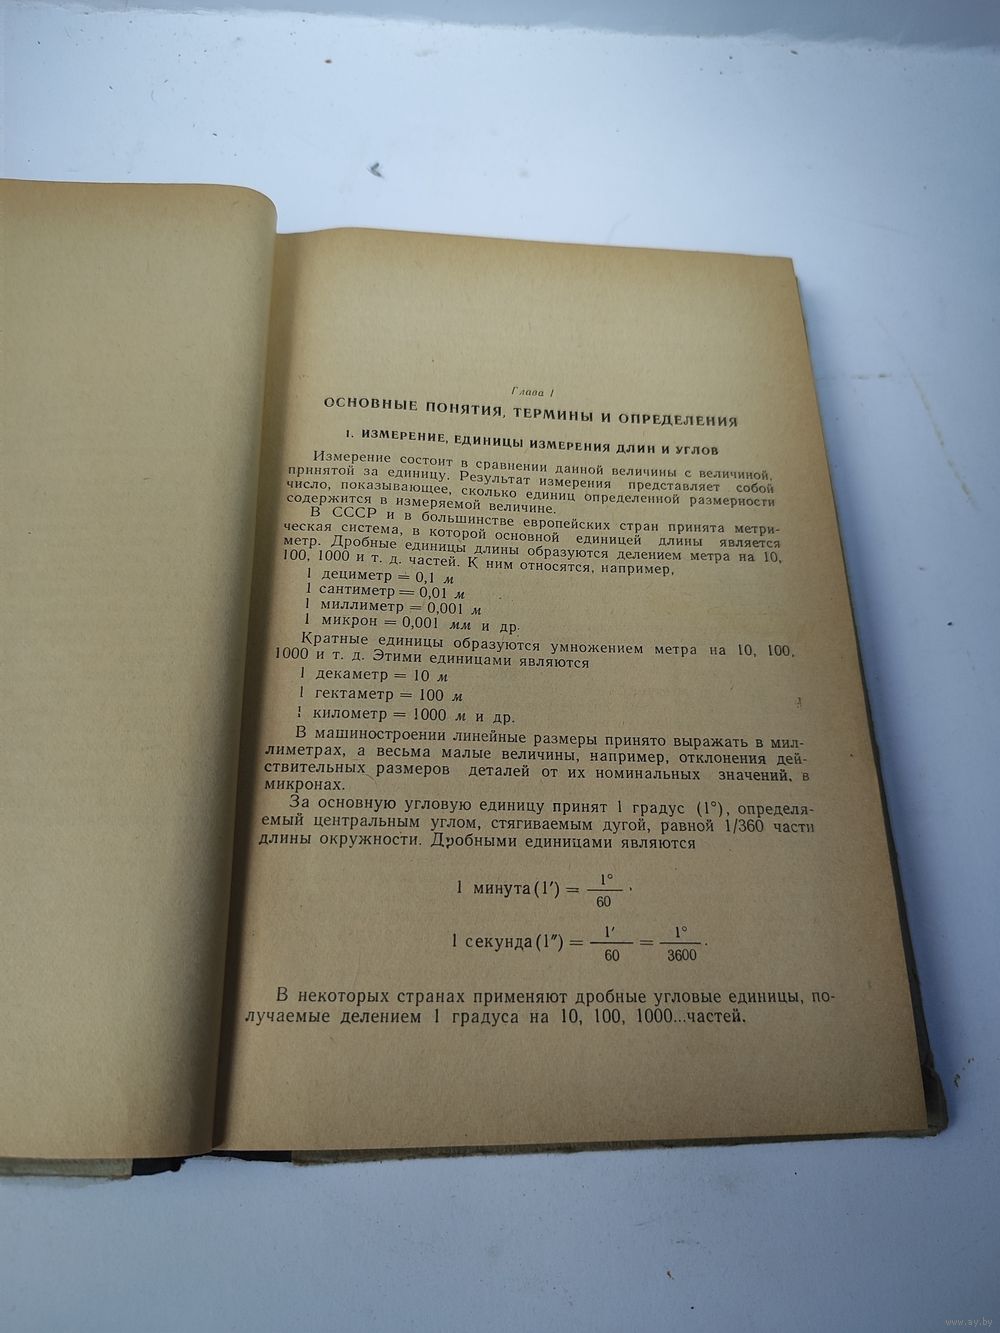 Глава I
ОСНОВНЫЕ ПОНЯТИЯ, ТЕРМИНЫ И ОПРЕДЕЛЕНИЯ
1. ИЗМЕРЕНИЕ, ЕДИНИЦЫ ИЗМЕРЕНИЯ ДЛИН И УГЛОВ
Измерение состоит в сравнении данной величины с величиной,
принятой за единицу. Результат измерения представляет собой
число, показывающее, сколько единиц определенной размерности
содержится в измеряемой величине.
В СССР и в большинстве европейских стран принята метри-
ческая система, в которой основной единицей длины является
метр. Дробные единицы длины образуются делением метра на 10,
100, 1000 и т. д. частей. К ним относятся, например,
1 дециметр = 0,1 м
1 сантиметр = 0,01 м
1 миллиметр = 0,001 м
1 микрон = 0,001 мм и др.
Кратные единицы образуются умножением метра на 10, 100,
1000 и т. д. Этими единицами являются
1 декаметр = 10 м
1 гектаметр = 100 м
1 километр = 1000 м и др.
В машиностроении линейные размеры принято выражать в мил-
лиметрах, а весьма малые величины, например, отклонения дей-
ствительных размеров деталей от их номинальных значений, в
микронах.
За основную угловую единицу принят 1 градус (1°), определя-
емый центральным углом, стягиваемым дугой, равной 1/360 части
длины окружности. Дробными единицами являются
1 минута (1′) = 1°/60.
1 секунда (1″) = 1′/60 = 1°/3600.
В некоторых странах применяют дробные угловые единицы, по-
лучаемые делением 1 градуса на 10, 100, 1000...частей.
www.ay.by